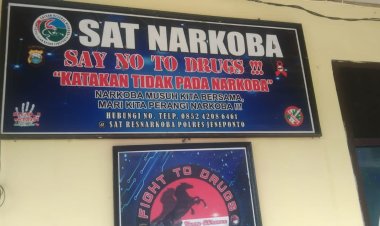 SAT NARKOBA
SAY NO TO DRUGS !!!
"KATAKAN TIDAK PADA NARKOBA"
NARKOBA MUSUH KITA BERSAMA,
MARI KITA PERANGI NARKOBA !!!
HUBUNGI NO. TELP. 0852 4298 6401
@ SAT RESNARKOBA POLRES JENEPONTO
FIGHT TO DRUGS